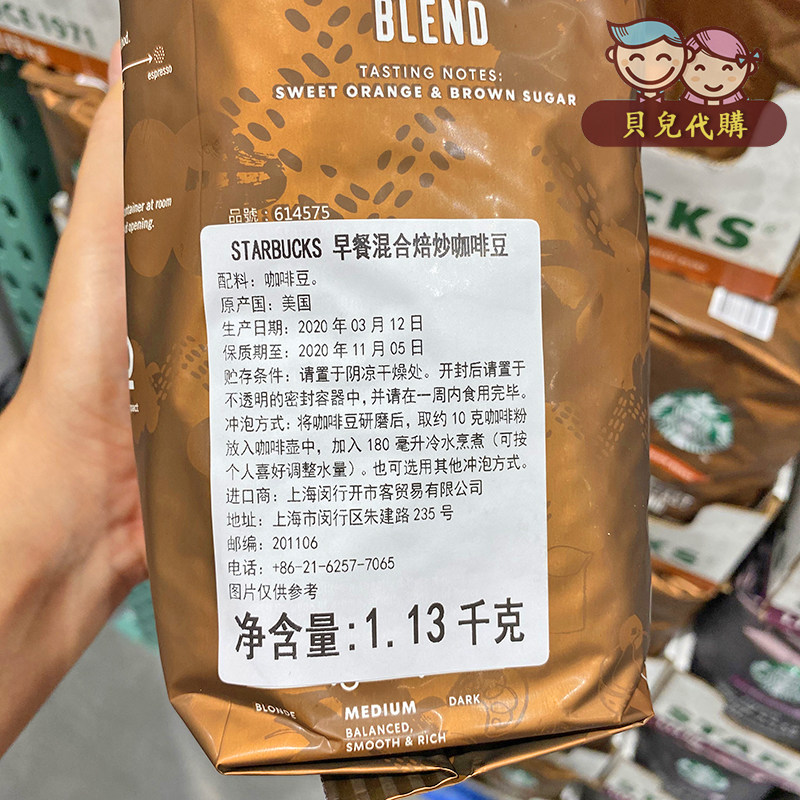 BLEND
TASTING NOTES:
SWEET ORANGE & BROWN SUGAR
貝兒代購
CE 1971
espresso
ntainer at room
opening.
品號：614575
STARBUCKS 早餐混合焙炒咖啡豆
配料：咖啡豆。
原产国：美国
生产日期：2020 年 03 月 12 日
保质期至：2020 年 11 月 05 日
贮存条件：请置于阴凉干燥处。开封后请置于
不透明的密封容器中，并请在一周内食用完毕。
冲泡方式：将咖啡豆研磨后，取约 10 克咖啡粉
放入咖啡壶中，加入 180 毫升冷水烹煮（可按
个人喜好调整水量）。也可选用其他冲泡方式。
进口商：上海闵行开市客贸易有限公司
地址：上海市闵行区朱建路 235 号
邮编：201106
电话：+86-21-6257-7065
图片仅供参考
净含量：1.13 千克
BLONDE
MEDIUM
DARK
BALANCED,
SMOOTH & RICH
UCKS
CKS
STAR